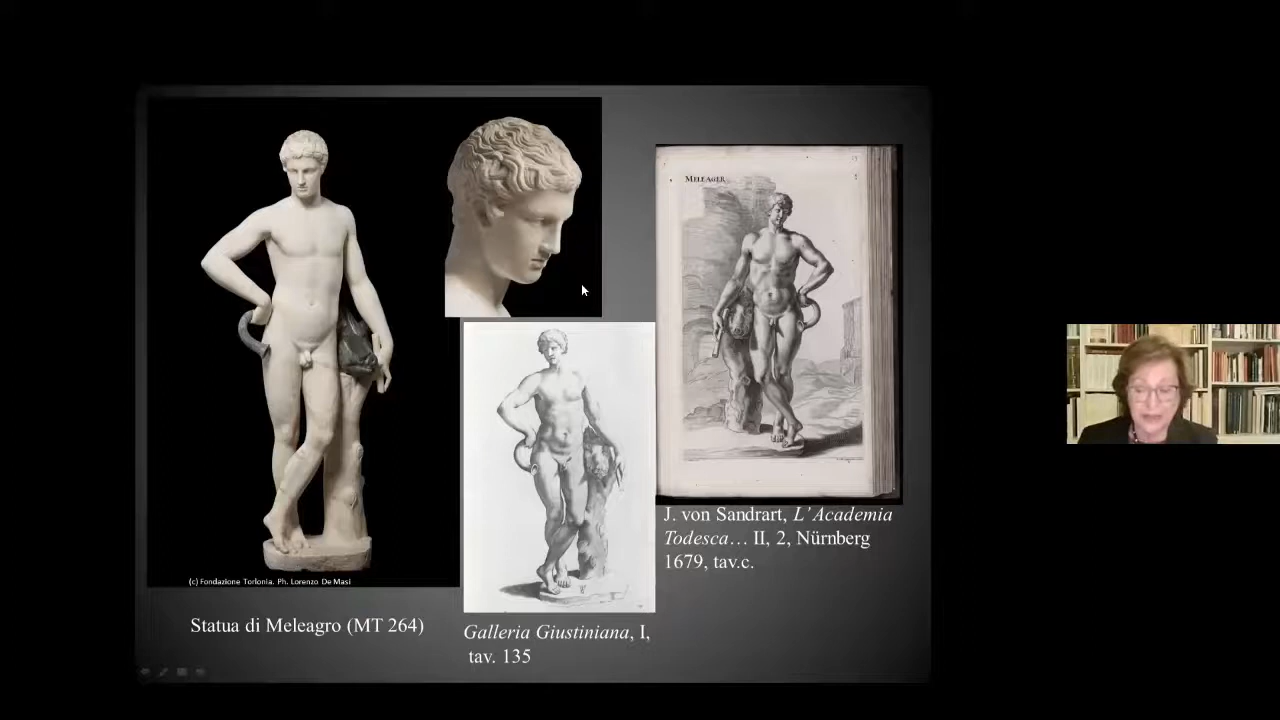 MELEAGER
(c) Fondazione Torlonia. Ph. Lorenzo De Masi
Statua di Meleagro (MT 264)
Galleria Giustiniana, I,
tav. 135
J. von Sandrart, L'Academia
Todesca... II, 2, Nürnberg
1679, tav.c.